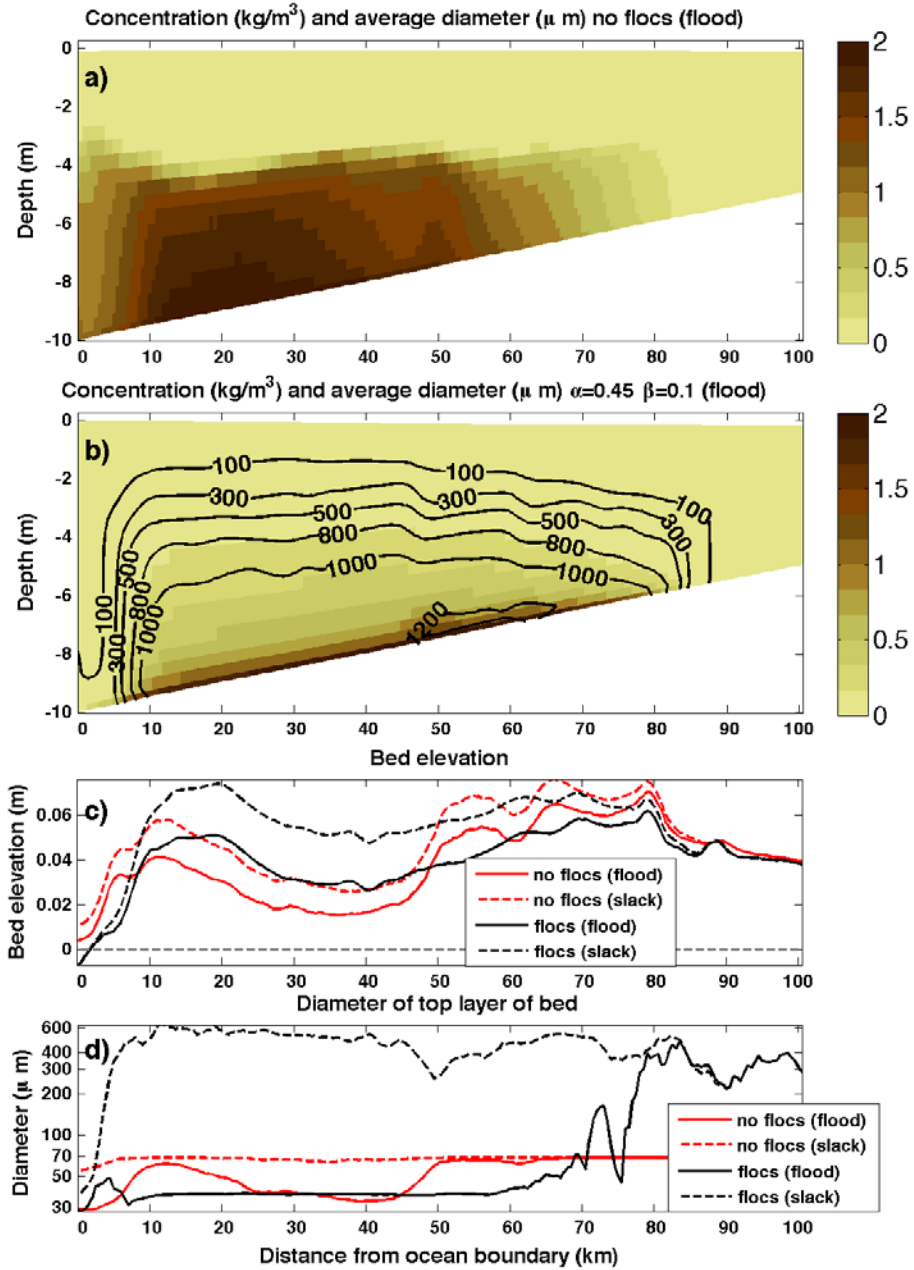 Concentration (kg/m³) and average diameter (μ m) no flocs (flood)
a)
Depth (m)
0
-2
-4
-6
-8
-10
0 10 20 30 40 50 60 70 80 90 100
2
1.5
1
0.5
0
Concentration (kg/m³) and average diameter (μ m) α=0.45 β=0.1 (flood)
b)
Depth (m)
0
-2
-4
-6
-8
-10
100 100 100
300 300 300
500 500 500
800 800 800
1000 1000 1000
1200
100
300
500
800
1000
0 10 20 30 40 50 60 70 80 90 100
2
1.5
1
0.5
0
Bed elevation
c)
Bed elevation (m)
0.06
0.04
0.02
0
no flocs (flood)
no flocs (slack)
flocs (flood)
flocs (slack)
0 10 20 30 40 50 60 70 80 90 100
Diameter of top layer of bed
d)
Diameter (μ m)
600
400
300
200
100
70
50
30
no flocs (flood)
no flocs (slack)
flocs (flood)
flocs (slack)
0 10 20 30 40 50 60 70 80 90 100
Distance from ocean boundary (km)